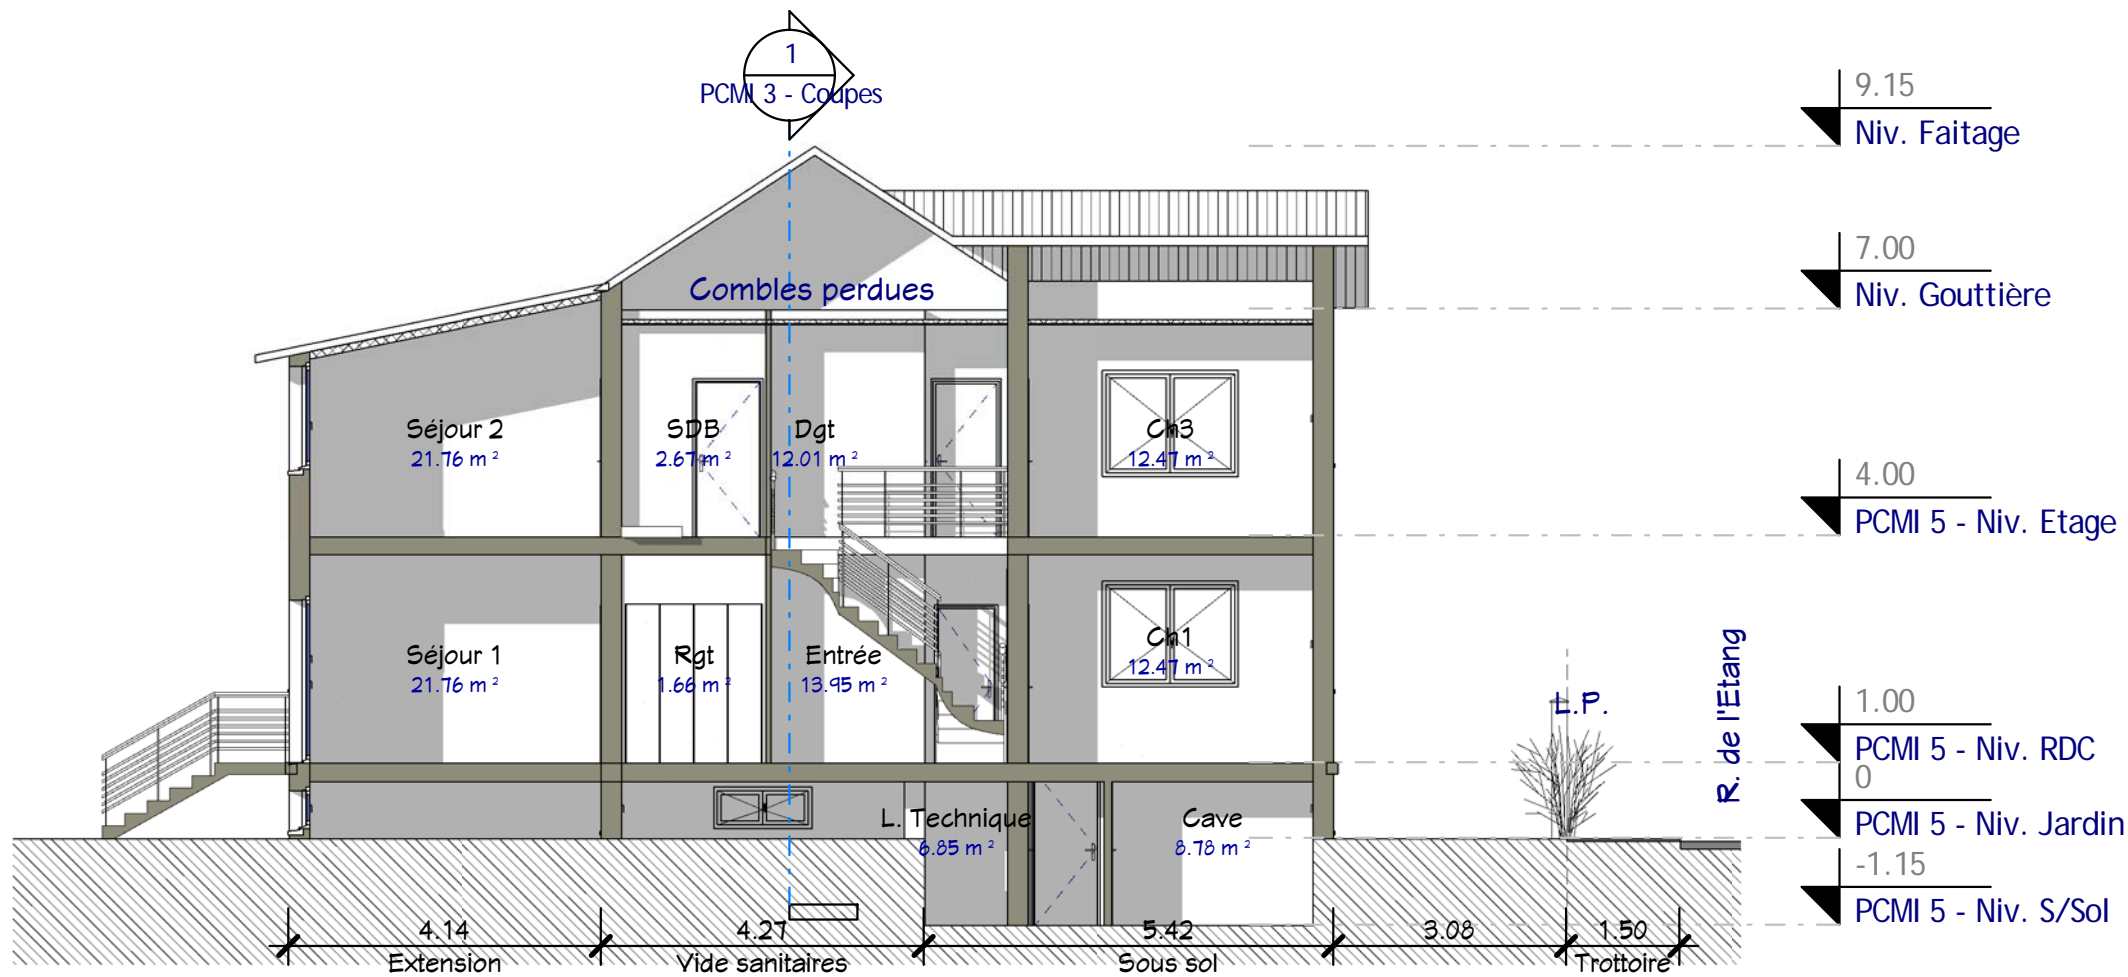 1
PCMI 3 - Coupes
9.15
Niv. Faitage
7.00
Niv. Gouttière
Combles perdues
Séjour 2
21.76 m²
SDB
2.67 m²
Dgt
12.01 m²
Ch3
12.47 m²
4.00
PCMI 5 - Niv. Etage
Séjour 1
21.76 m²
Rgt
1.66 m²
Entrée
13.95 m²
Ch1
12.47 m²
L.P.
R. de l'Etang
1.00
PCMI 5 - Niv. RDC
0
PCMI 5 - Niv. Jardin
L. Technique
6.85 m²
Cave
8.78 m²
-1.15
PCMI 5 - Niv. S/Sol
4.14
4.27
5.42
3.08
1.50
Extension
Vide sanitaires
Sous sol
Trottoire